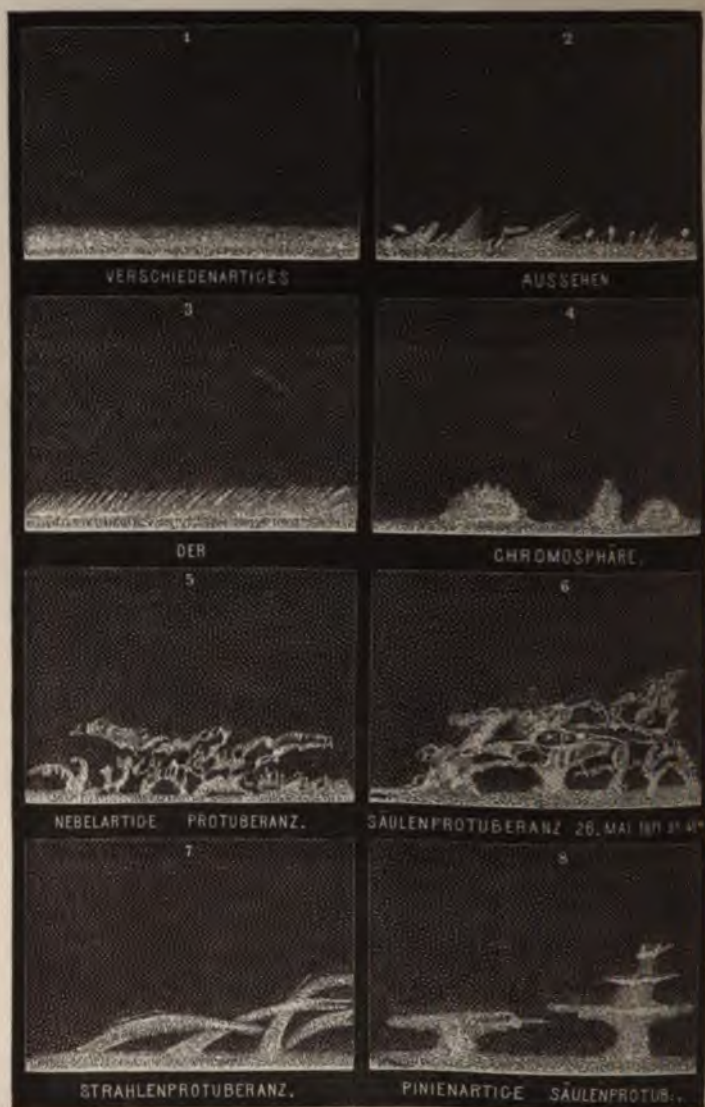 1 2
VERSCHIEDENARTIGES AUSSEHEN
3 4
DER CHROMOSPHÄRE.
5 6
NEBELARTIGE PROTUBERANZ. SÄULENPROTUBERANZ 26. MAI 1871
7 8
STRAHLENPROTUBERANZ. PINIENARTIGE SÄULENPROTUB:.